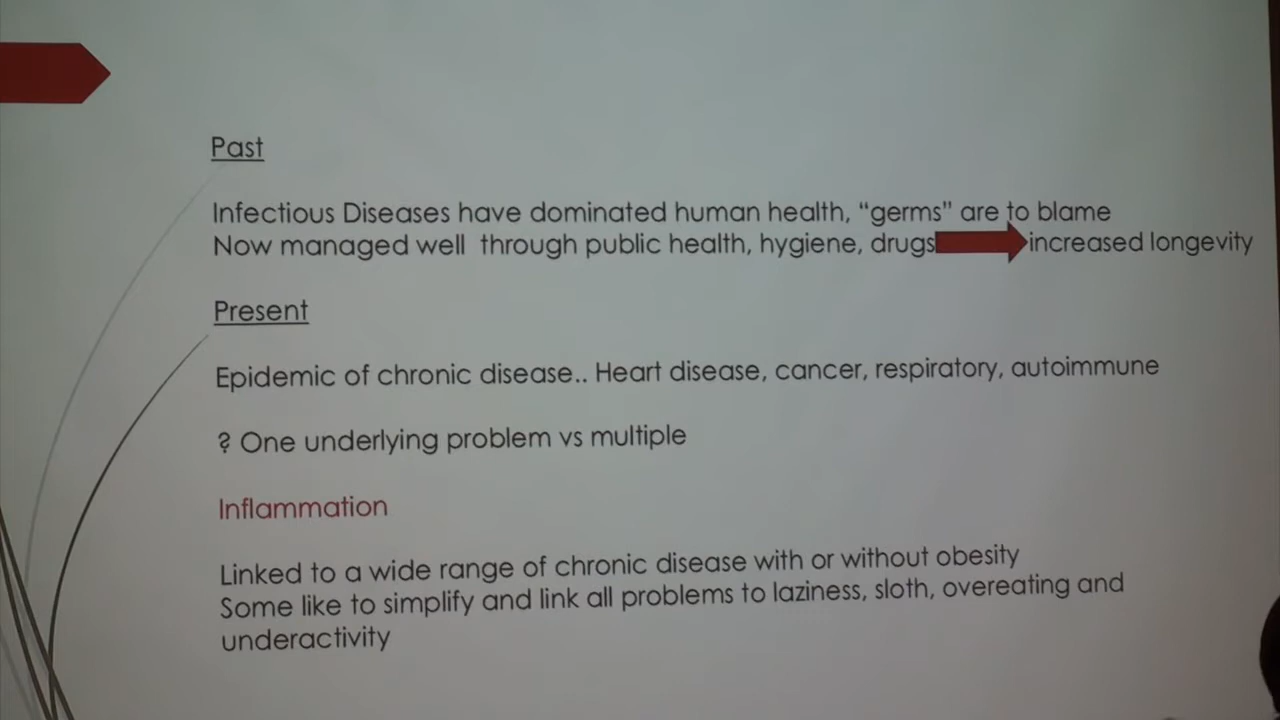 Past
Infectious Diseases have dominated human health, “germs” are to blame
Now managed well through public health, hygiene, drugs increased longevity
Present
Epidemic of chronic disease.. Heart disease, cancer, respiratory, autoimmune
? One underlying problem vs multiple
Inflammation
Linked to a wide range of chronic disease with or without obesity
Some like to simplify and link all problems to laziness, sloth, overeating and
underactivity